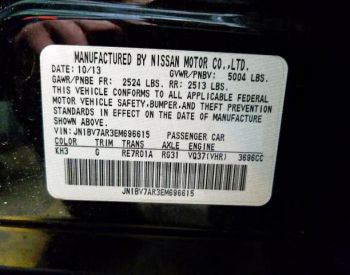 MANUFACTURED BY NISSAN MOTOR CO.,LTD.
DATE: 10/13 GVWR/PNBV: 5004 LBS.
GAWR/PNBE FR: 2524 LBS. RR: 2513 LBS.
THIS VEHICLE CONFORMS TO ALL APPLICABLE FEDERAL
MOTOR VEHICLE SAFETY, BUMPER, AND THEFT PREVENTION
STANDARDS IN EFFECT ON THE DATE OF MANUFACTURE
SHOWN ABOVE.
VIN: JN1BV7AR3EM696615 PASSENGER CAR
COLOR TRIM TRANS AXLE ENGINE
KH3 G RE7R01A RG31 VQ37(VHR) 3696CC
JN1BV7AR3EM696615